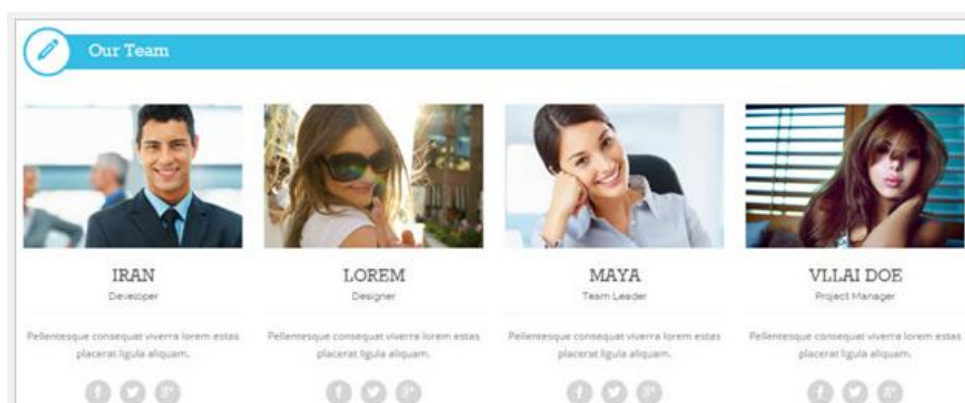 Our Team
IRAN
Developer
Pellentesque consequat viverra lorem estas
placerat ligula aliquam.
LOREM
Designer
Pellentesque consequat viverra lorem estas
placerat ligula aliquam.
MAYA
Team Leader
Pellentesque consequat viverra lorem estas
placerat ligula aliquam.
VLLAI DOE
Project Manager
Pellentesque consequat viverra lorem estas
placerat ligula aliquam.